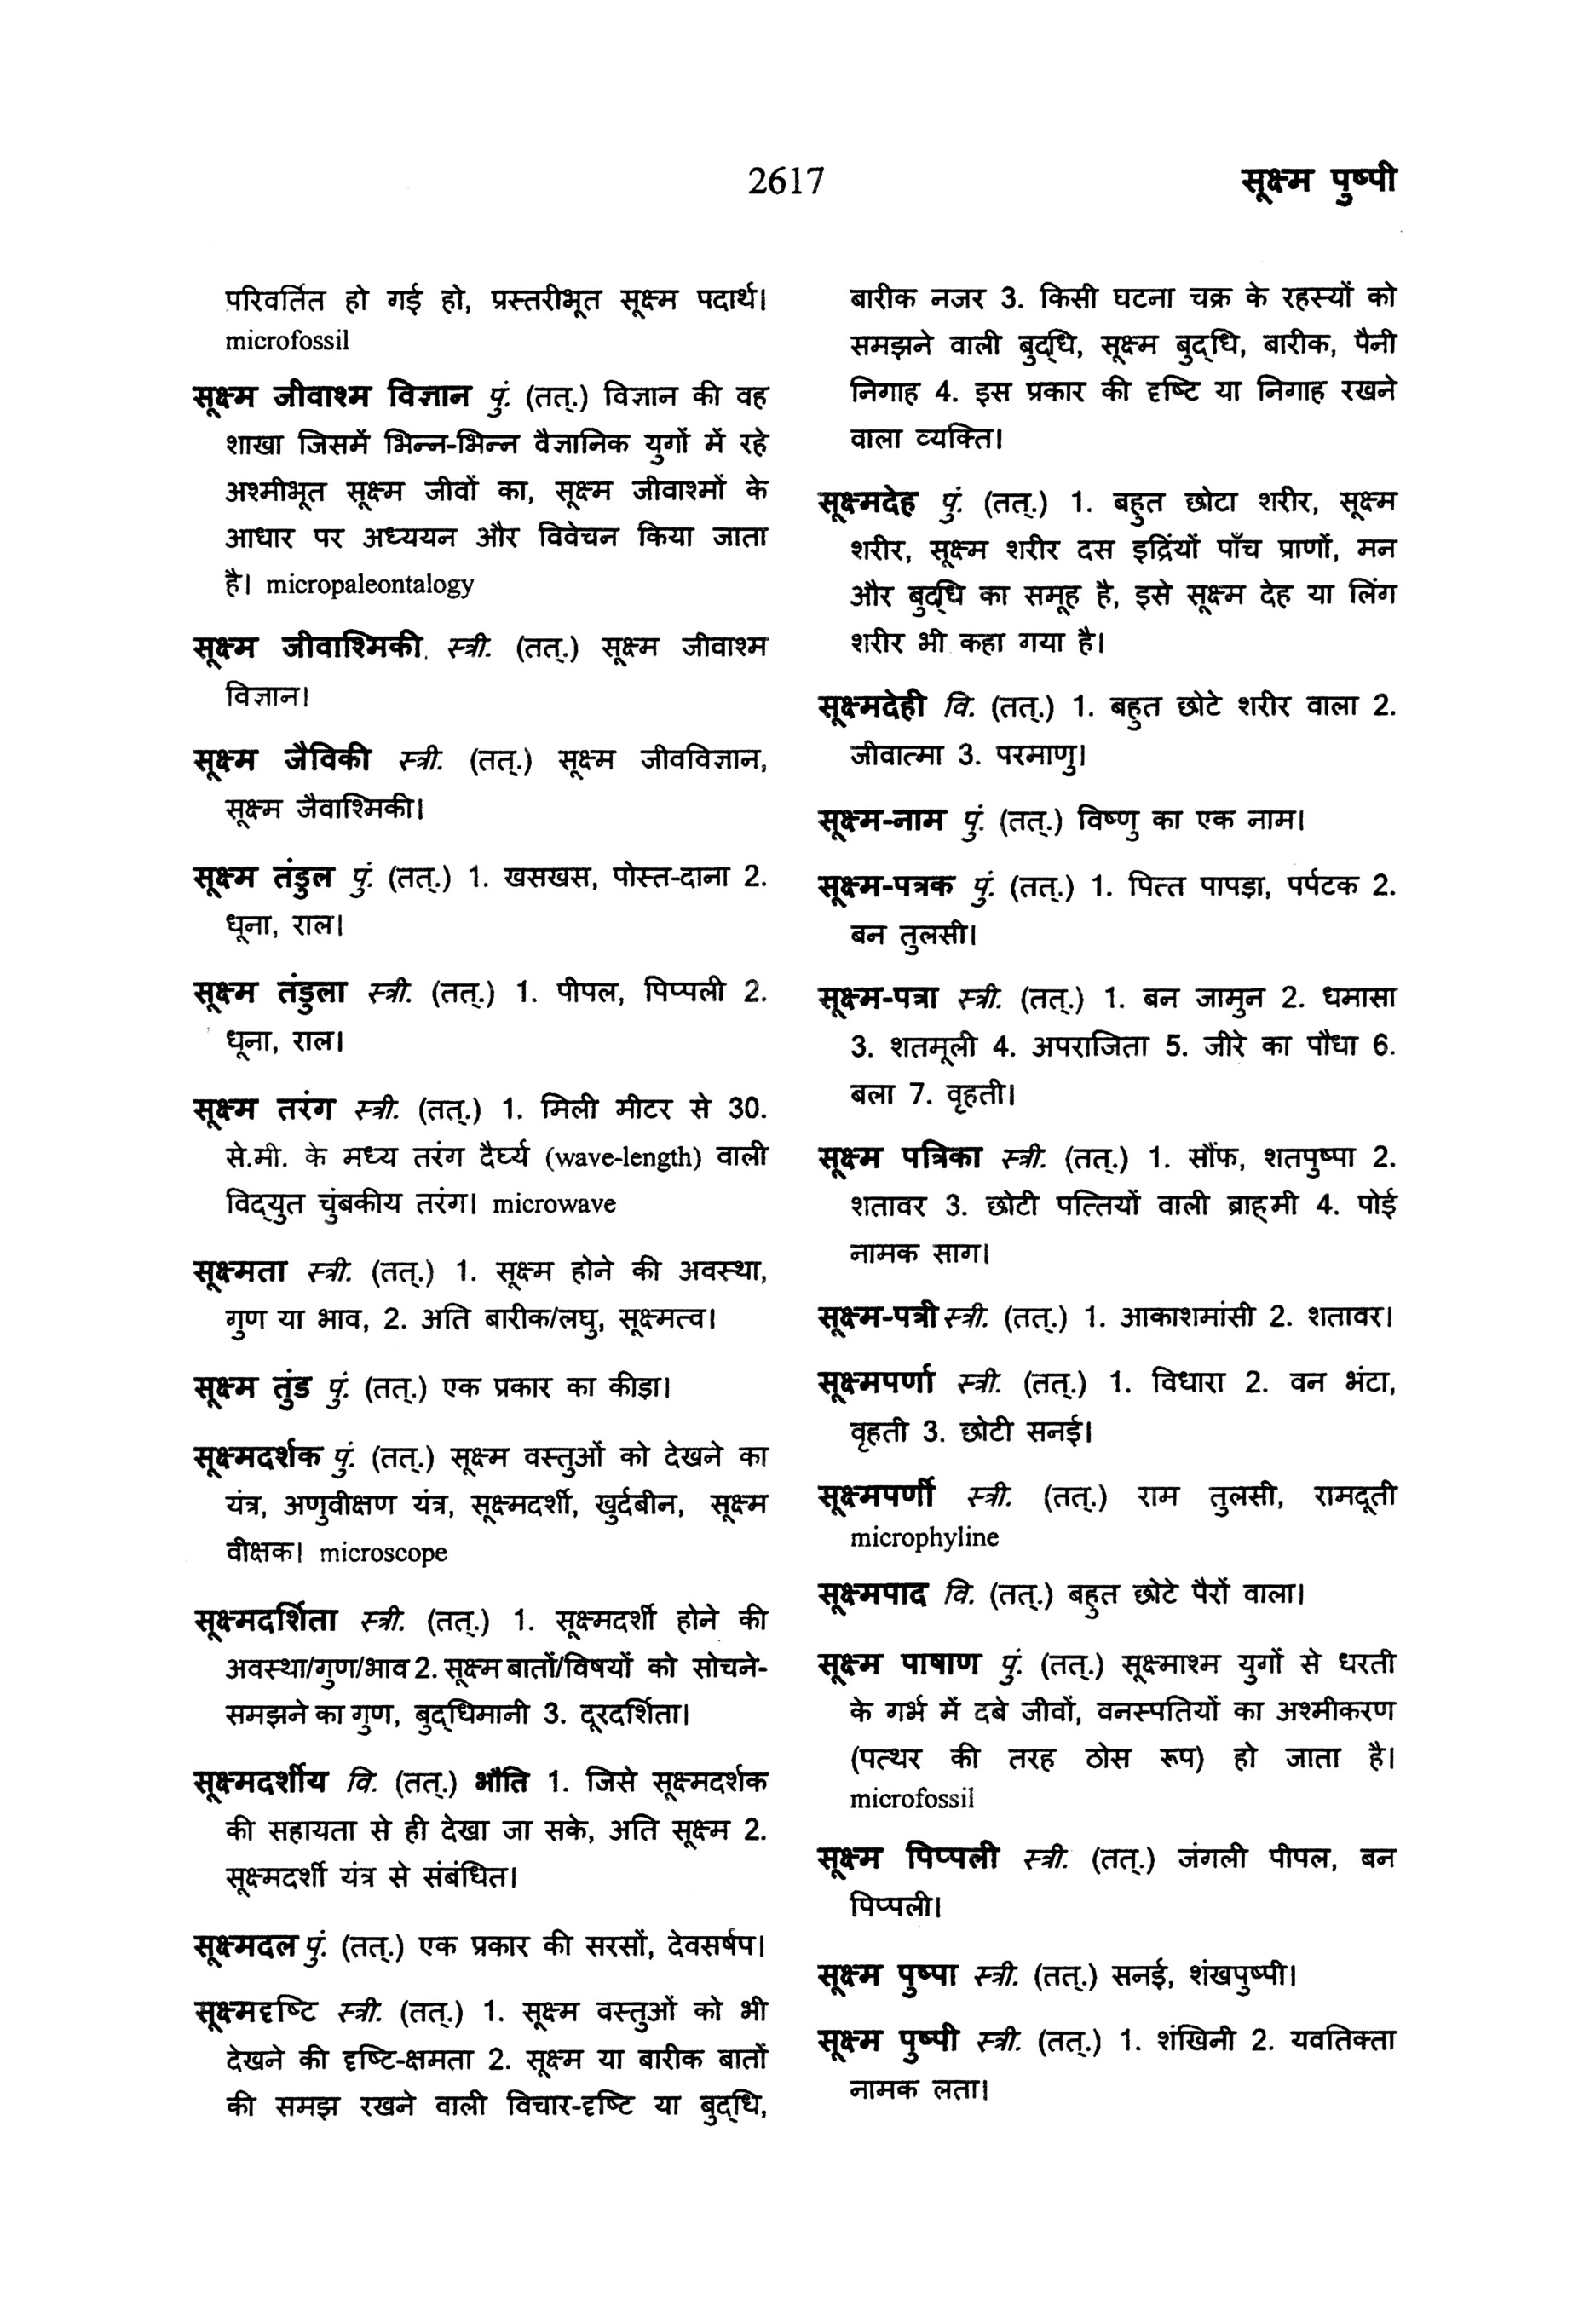 2617
सूक्ष्म पुष्पी
परिवर्तित हो गई हो, प्रस्तरीभूत सूक्ष्म पदार्थ।
microfossil
सूक्ष्म जीवाश्म विज्ञान पुं. (तत्.) विज्ञान की वह
शाखा जिसमें भिन्न-भिन्न वैज्ञानिक युगों में रहे
अश्मीभूत सूक्ष्म जीवों का, सूक्ष्म जीवाश्मों के
आधार पर अध्ययन और विवेचन किया जाता
है। micropaleontalogy
सूक्ष्म जीवाश्मिकी स्त्री. (तत्.) सूक्ष्म जीवाश्म
विज्ञान।
सूक्ष्म जैविकी स्त्री. (तत्.) सूक्ष्म जीवविज्ञान,
सूक्ष्म जैवाश्मिकी।
सूक्ष्म तंडुल पुं. (तत्.) 1. खसखस, पोस्त-दाना 2.
धूना, राल।
सूक्ष्म तंडुला स्त्री. (तत्.) 1. पीपल, पिप्पली 2.
धूना, राल।
सूक्ष्म तरंग स्त्री. (तत्.) 1. मिली मीटर से 30.
से.मी. के मध्य तरंग दैर्घ्य (wave-length) वाली
विद्युत चुंबकीय तरंग। microwave
सूक्ष्मता स्त्री. (तत्.) 1. सूक्ष्म होने की अवस्था,
गुण या भाव, 2. अति बारीक/लघु, सूक्ष्मत्व।
सूक्ष्म तुंड पुं. (तत्.) एक प्रकार का कीड़ा।
सूक्ष्मदर्शक पुं. (तत्.) सूक्ष्म वस्तुओं को देखने का
यंत्र, अणुवीक्षण यंत्र, सूक्ष्मदर्शी, खुर्दबीन, सूक्ष्म
वीक्षक। microscope
सूक्ष्मदर्शिता स्त्री. (तत्.) 1. सूक्ष्मदर्शी होने की
अवस्था/गुण/भाव 2. सूक्ष्म बातों/विषयों को सोचने-
समझने का गुण, बुद्धिमानी 3. दूरदर्शिता।
सूक्ष्मदर्शीय वि. (तत्.) भौति 1. जिसे सूक्ष्मदर्शक
की सहायता से ही देखा जा सके, अति सूक्ष्म 2.
सूक्ष्मदर्शी यंत्र से संबंधित।
सूक्ष्मदल पुं. (तत्.) एक प्रकार की सरसों, देवसर्षप।
सूक्ष्मदृष्टि स्त्री. (तत्.) 1. सूक्ष्म वस्तुओं को भी
देखने की दृष्टि-क्षमता 2. सूक्ष्म या बारीक बातों
की समझ रखने वाली विचार-दृष्टि या बुद्धि,
बारीक नजर 3. किसी घटना चक्र के रहस्यों को
समझने वाली बुद्धि, सूक्ष्म बुद्धि, बारीक, पैनी
निगाह 4. इस प्रकार की दृष्टि या निगाह रखने
वाला व्यक्ति।
सूक्ष्मदेह पुं. (तत्.) 1. बहुत छोटा शरीर, सूक्ष्म
शरीर, सूक्ष्म शरीर दस इद्रिंयों पाँच प्राणों, मन
और बुद्धि का समूह है, इसे सूक्ष्म देह या लिंग
शरीर भी कहा गया है।
सूक्ष्मदेही वि. (तत्.) 1. बहुत छोटे शरीर वाला 2.
जीवात्मा 3. परमाणु।
सूक्ष्म-नाम पुं. (तत्.) विष्णु का एक नाम।
सूक्ष्म-पत्रक पुं. (तत्.) 1. पित्त पापड़ा, पर्पटक 2.
बन तुलसी।
सूक्ष्म-पत्रा स्त्री. (तत्.) 1. बन जामुन 2. धमासा
3. शतमूली 4. अपराजिता 5. जीरे का पौधा 6.
बला 7. वृहती।
सूक्ष्म पत्रिका स्त्री. (तत्.) 1. सौंफ, शतपुष्पा 2.
शतावर 3. छोटी पत्तियों वाली ब्राह्मी 4. पोई
नामक साग।
सूक्ष्म-पत्री स्त्री. (तत्.) 1. आकाशमांसी 2. शतावर।
सूक्ष्मपर्णा स्त्री. (तत्.) 1. विधारा 2. वन भंटा,
वृहती 3. छोटी सनई।
सूक्ष्मपर्णी स्त्री. (तत्.) राम तुलसी, रामदूती
microphyline
सूक्ष्मपाद वि. (तत्.) बहुत छोटे पैरों वाला।
सूक्ष्म पाषाण पुं. (तत्.) सूक्ष्माश्म युगों से धरती
के गर्भ में दबे जीवों, वनस्पतियों का अश्मीकरण
(पत्थर की तरह ठोस रूप) हो जाता है।
microfossil
सूक्ष्म पिप्पली स्त्री. (तत्.) जंगली पीपल, बन
पिप्पली।
सूक्ष्म पुष्पा स्त्री. (तत्.) सनई, शंखपुष्पी।
सूक्ष्म पुष्पी स्त्री. (तत्.) 1. शंखिनी 2. यवतिक्ता
नामक लता।